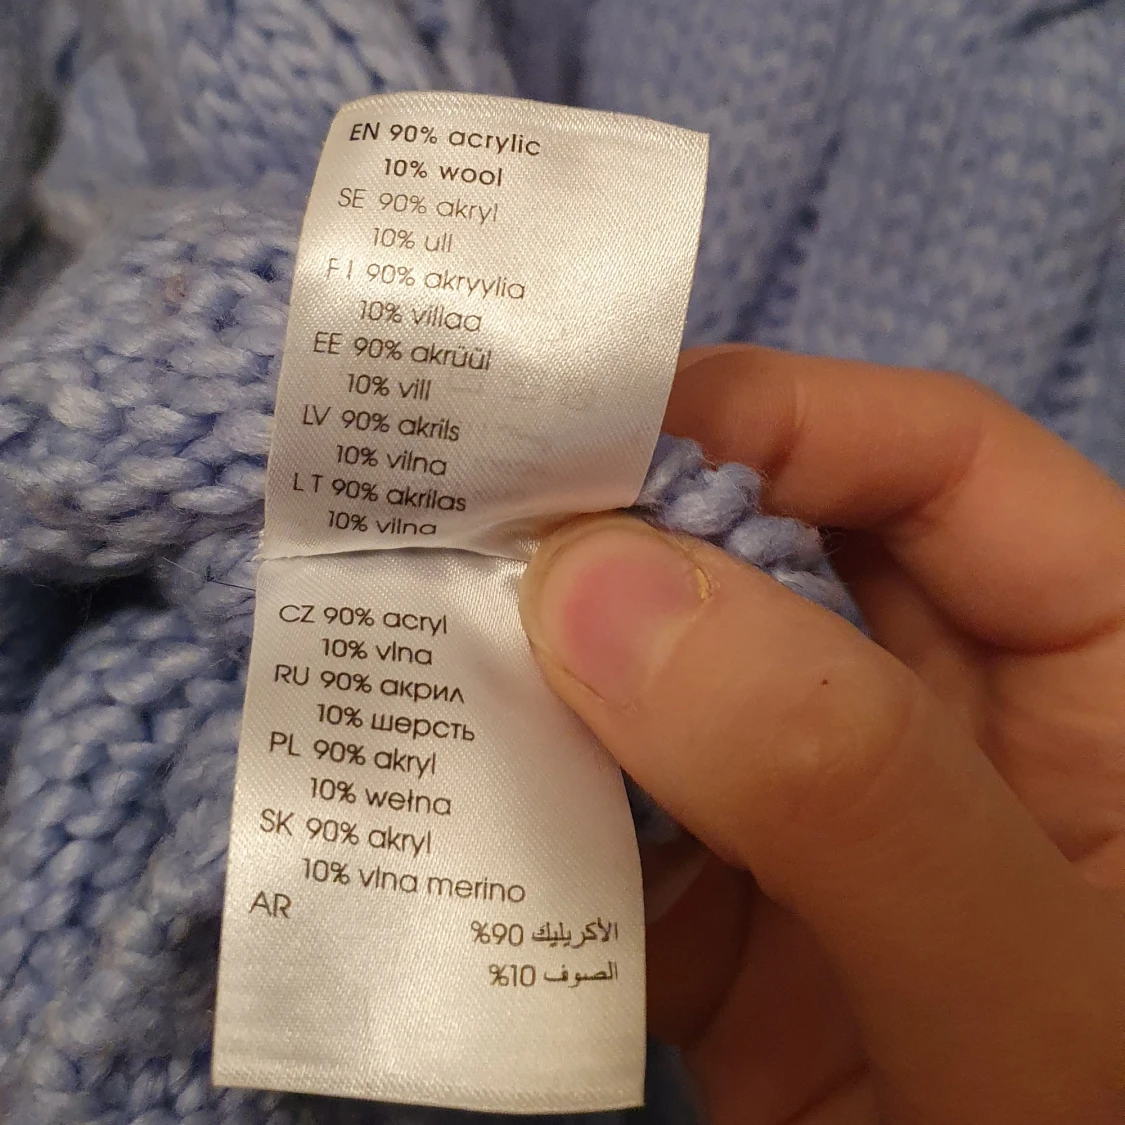 EN 90% acrylic
10% wool
SE 90% akryl
10% ull
FI 90% akryylia
10% villaa
EE 90% akrüül
10% vill
LV 90% akrils
10% vilna
LT 90% akrilas
10% vilna
CZ 90% acryl
10% vlna
RU 90% акрил
10% шерсть
PL 90% akryl
10% wełna
SK 90% akryl
10% vlna merino
AR
الأكريليك 90%
الصوف 10%